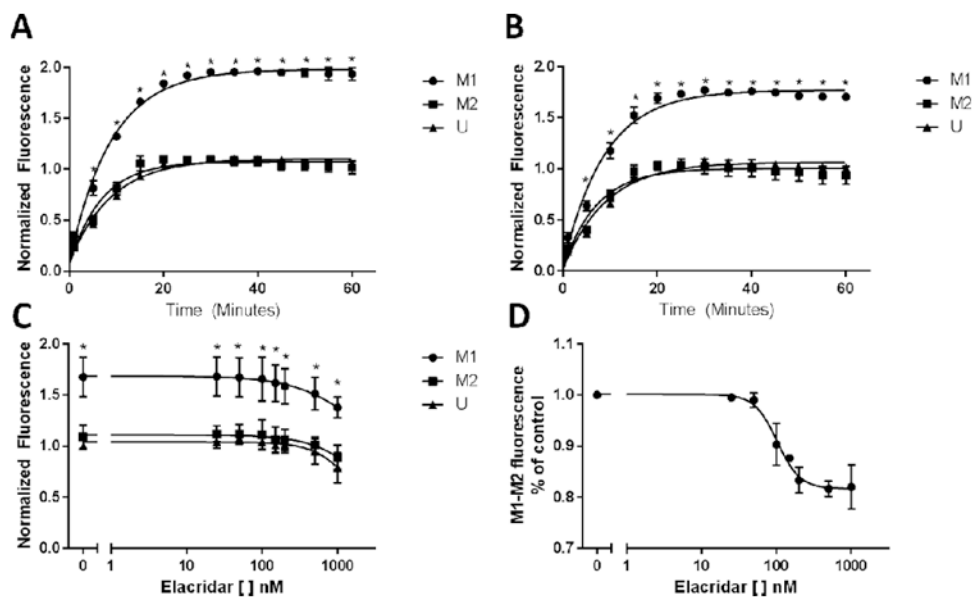 A
Normalized Fluorescence
2.0
1.5
1.0
0.5
0.0
* * * * * * * * * * * *
0 20 40 60
Time (Minutes)
M1
M2
U
B
Normalized Fluorescence
2.0
1.5
1.0
0.5
0.0
* * * * * * * * * * * *
0 20 40 60
Time (Minutes)
M1
M2
U
C
Normalized Fluorescence
2.0
1.5
1.0
0.5
0.0
* * * * * * * *
0 1 10 100 1000
Elacridar [ ] nM
M1
M2
U
D
M1-M2 fluorescence
% of control
1.1
1.0
0.9
0.8
0.7
0 1 10 100 1000
Elacridar [ ] nM